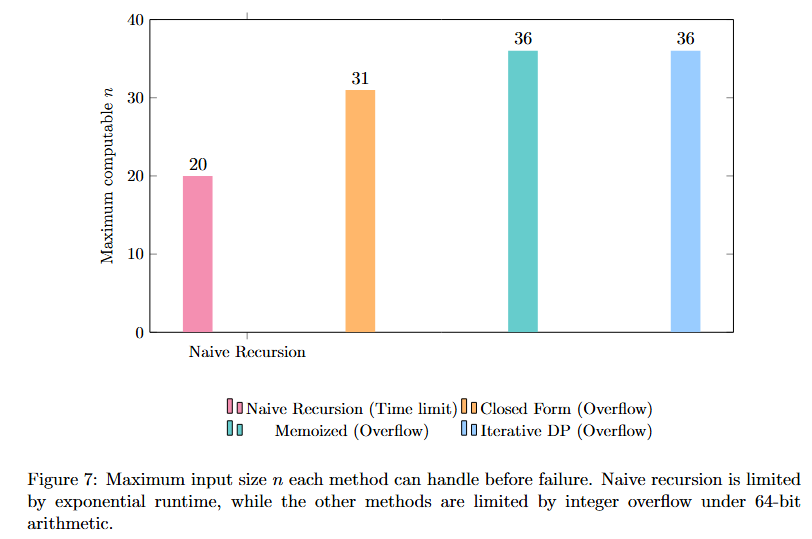 40
36
36
31
30
20
20
10
0
Maximum computable n
Naive Recursion
Naive Recursion (Time limit) Closed Form (Overflow)
Memoized (Overflow) Iterative DP (Overflow)
Figure 7: Maximum input size n each method can handle before failure. Naive recursion is limited
by exponential runtime, while the other methods are limited by integer overflow under 64-bit
arithmetic.